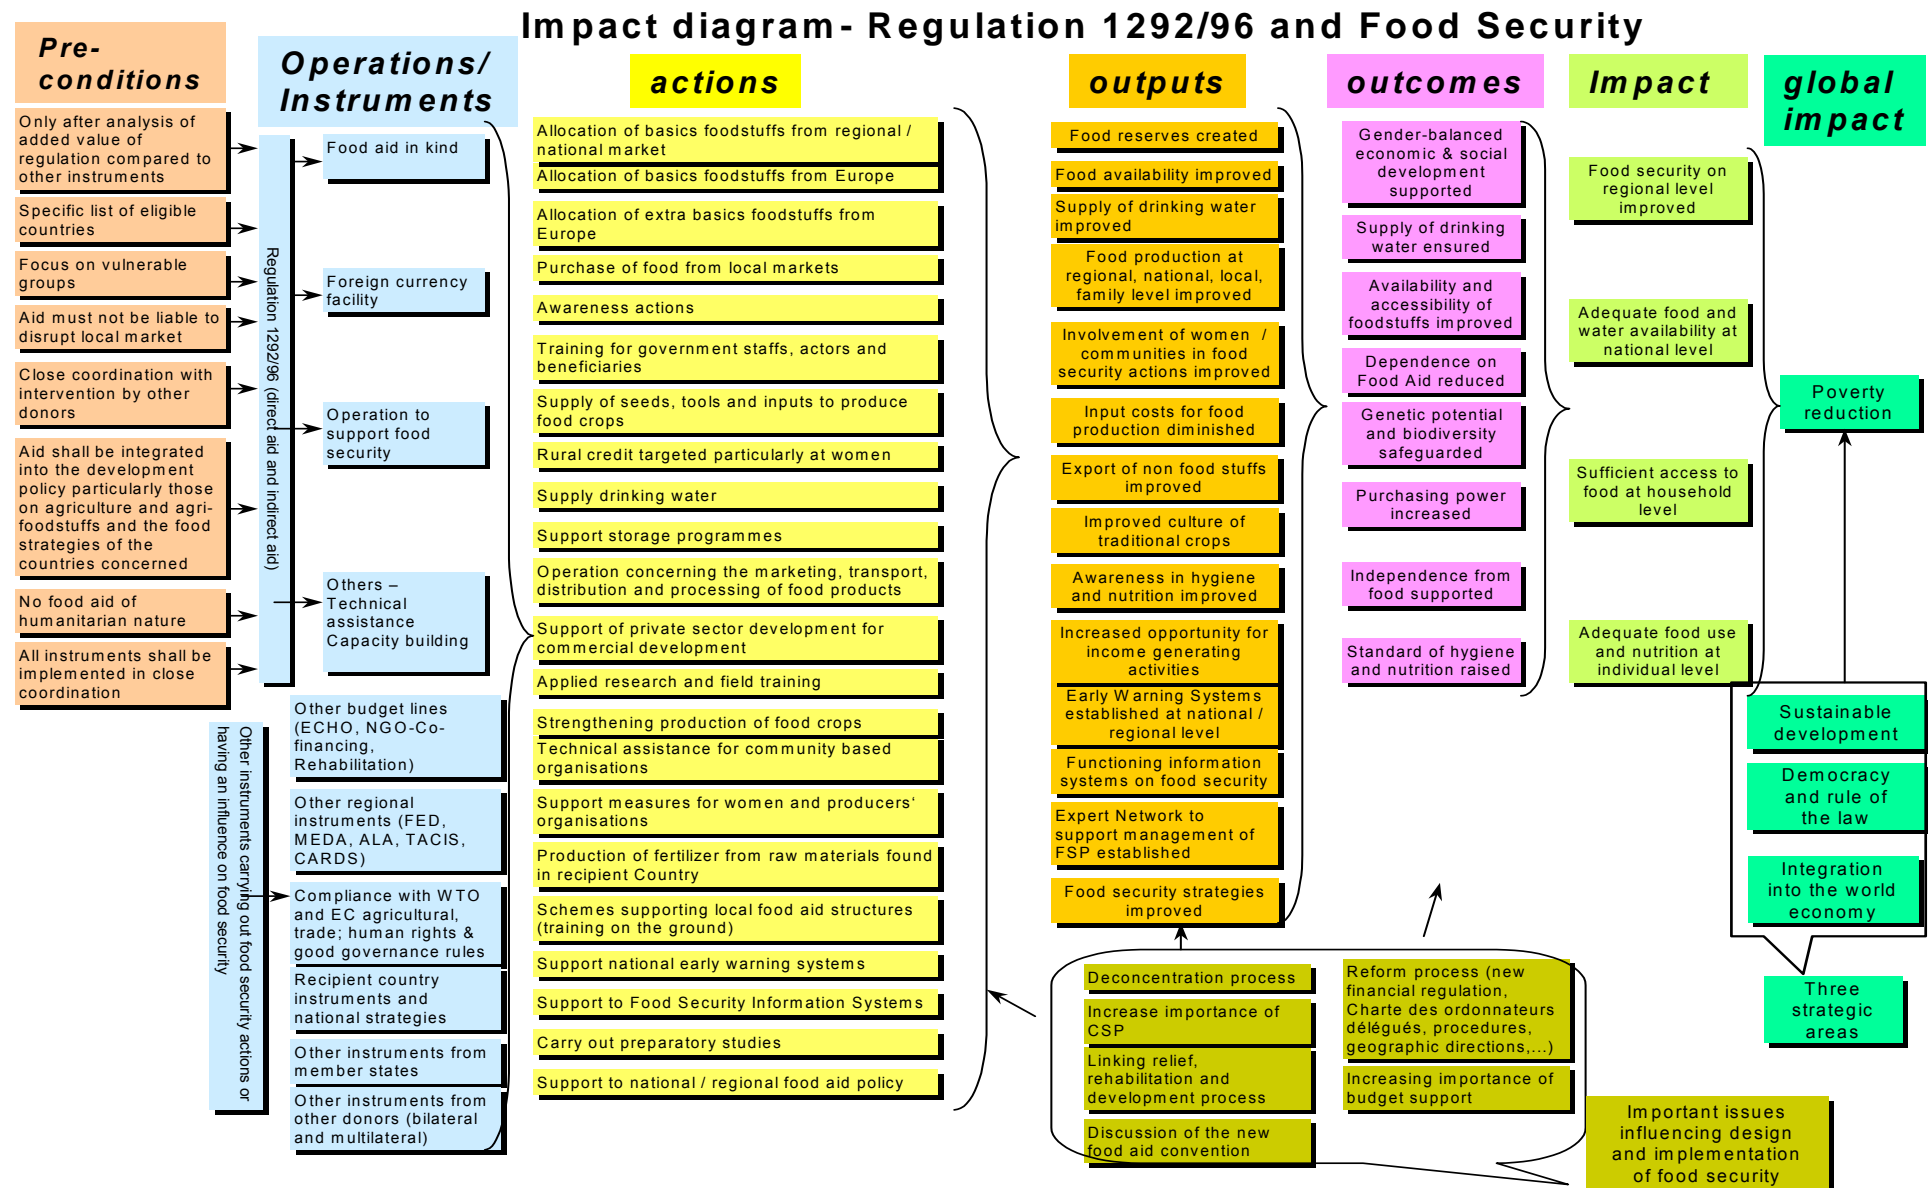 Impact diagram- Regulation 1292/96 and Food Security
Pre-
conditions
Only after analysis of
added value of
regulation compared to
other instruments
Specific list of eligible
countries
Focus on vulnerable
groups
Aid must not be liable to
disrupt local market
Close coordination with
intervention by other
donors
Aid shall be integrated
into the development
policy particularly those
on agriculture and agri-
foodstuffs and the food
strategies of the
countries concerned
No food aid of
humanitarian nature
All instruments shall be
implemented in close
coordination
Operations/
Instruments
Regulation 1292/96 (direct aid and indirect aid)
Food aid in kind
Foreign currency
facility
Operation to
support food
security
Others –
Technical
assistance
Capacity building
Other instruments carrying out food security actions or
having an influence on food security
Other budget lines
(ECHO, NGO-Co-
financing,
Rehabilitation)
Other regional
instruments (FED,
MEDA, ALA, TACIS,
CARDS)
Compliance with WTO
and EC agricultural,
trade; human rights &
good governance rules
Recipient country
instruments and
national strategies
Other instruments from
member states
Other instruments from
other donors (bilateral
and multilateral)
actions
Allocation of basics foodstuffs from regional /
national market
Allocation of basics foodstuffs from Europe
Allocation of extra basics foodstuffs from
Europe
Purchase of food from local markets
Awareness actions
Training for government staffs, actors and
beneficiaries
Supply of seeds, tools and inputs to produce
food crops
Rural credit targeted particularly at women
Supply drinking water
Support storage programmes
Operation concerning the marketing, transport,
distribution and processing of food products
Support of private sector development for
commercial development
Applied research and field training
Strengthening production of food crops
Technical assistance for community based
organisations
Support measures for women and producers‘
organisations
Production of fertilizer from raw materials found
in recipient Country
Schemes supporting local food aid structures
(training on the ground)
Support national early warning systems
Support to Food Security Information Systems
Carry out preparatory studies
Support to national / regional food aid policy
outputs
Food reserves created
Food availability improved
Supply of drinking water
improved
Food production at
regional, national, local,
family level improved
Involvement of women /
communities in food
security actions improved
Input costs for food
production diminished
Export of non food stuffs
improved
Improved culture of
traditional crops
Awareness in hygiene
and nutrition improved
Increased opportunity for
income generating
activities
Early Warning Systems
established at national /
regional level
Functioning information
systems on food security
Expert Network to
support management of
FSP established
Food security strategies
improved
outcomes
Gender-balanced
economic & social
development
supported
Supply of drinking
water ensured
Availability and
accessibility of
foodstuffs improved
Dependence on
Food Aid reduced
Genetic potential
and biodiversity
safeguarded
Purchasing power
increased
Independence from
food supported
Standard of hygiene
and nutrition raised
Impact
Food security on
regional level
improved
Adequate food and
water availability at
national level
Sufficient access to
food at household
level
Adequate food use
and nutrition at
individual level
global
impact
Poverty
reduction
Sustainable
development
Democracy
and rule of
the law
Integration
into the world
economy
Three
strategic
areas
Deconcentration process
Increase importance of
CSP
Linking relief,
rehabilitation and
development process
Discussion of the new
food aid convention
Reform process (new
financial regulation,
Charte des ordonnateurs
délégués, procedures,
geographic directions,...)
Increasing importance of
budget support
Important issues
influencing design
and implementation
of food security